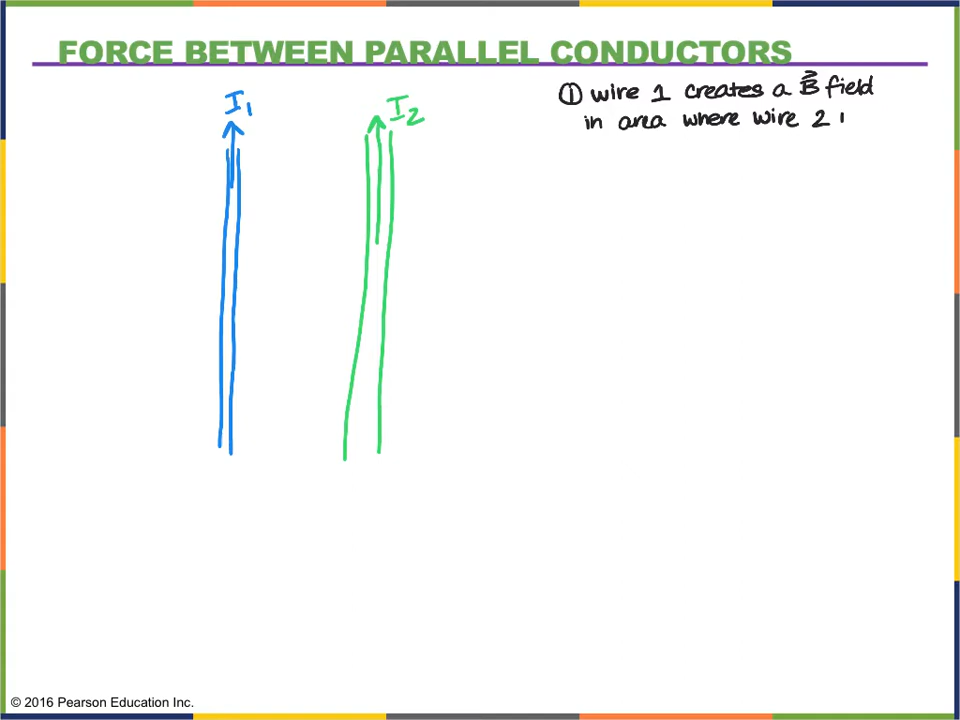 FORCE BETWEEN PARALLEL CONDUCTORS
I₁
I₂
① wire 1 creates a B⃗ field
in area where wire 2
© 2016 Pearson Education Inc.